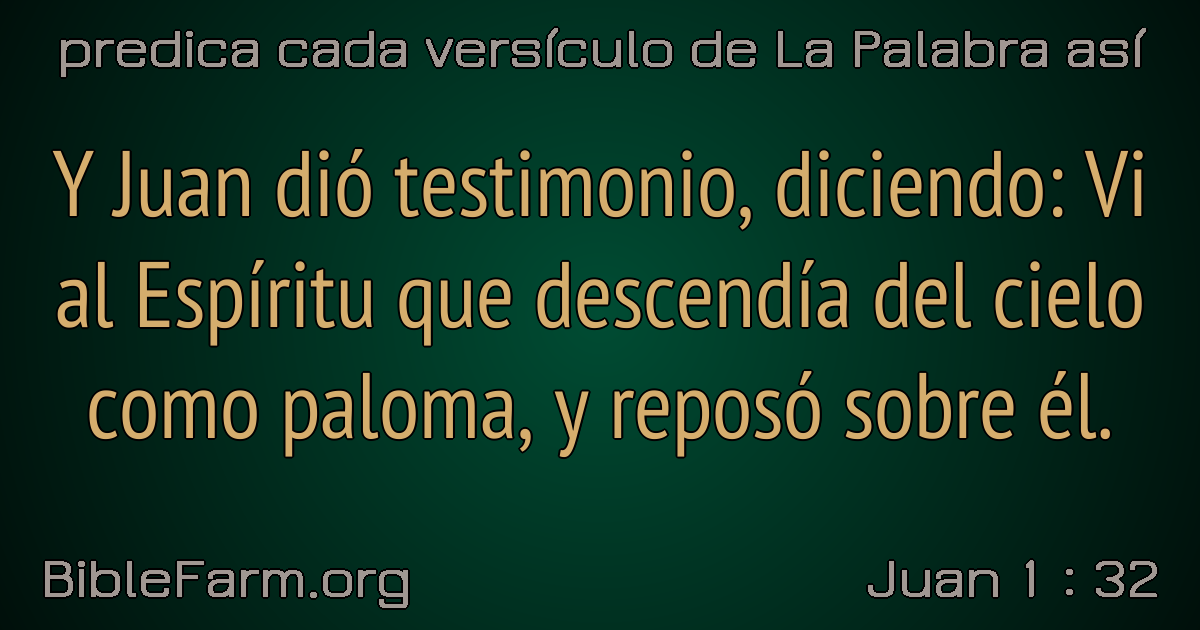 predica cada versículo de La Palabra así
Y Juan dió testimonio, diciendo: Vi
al Espíritu que descendía del cielo
como paloma, y reposó sobre él.
BibleFarm.org
Juan 1 : 32